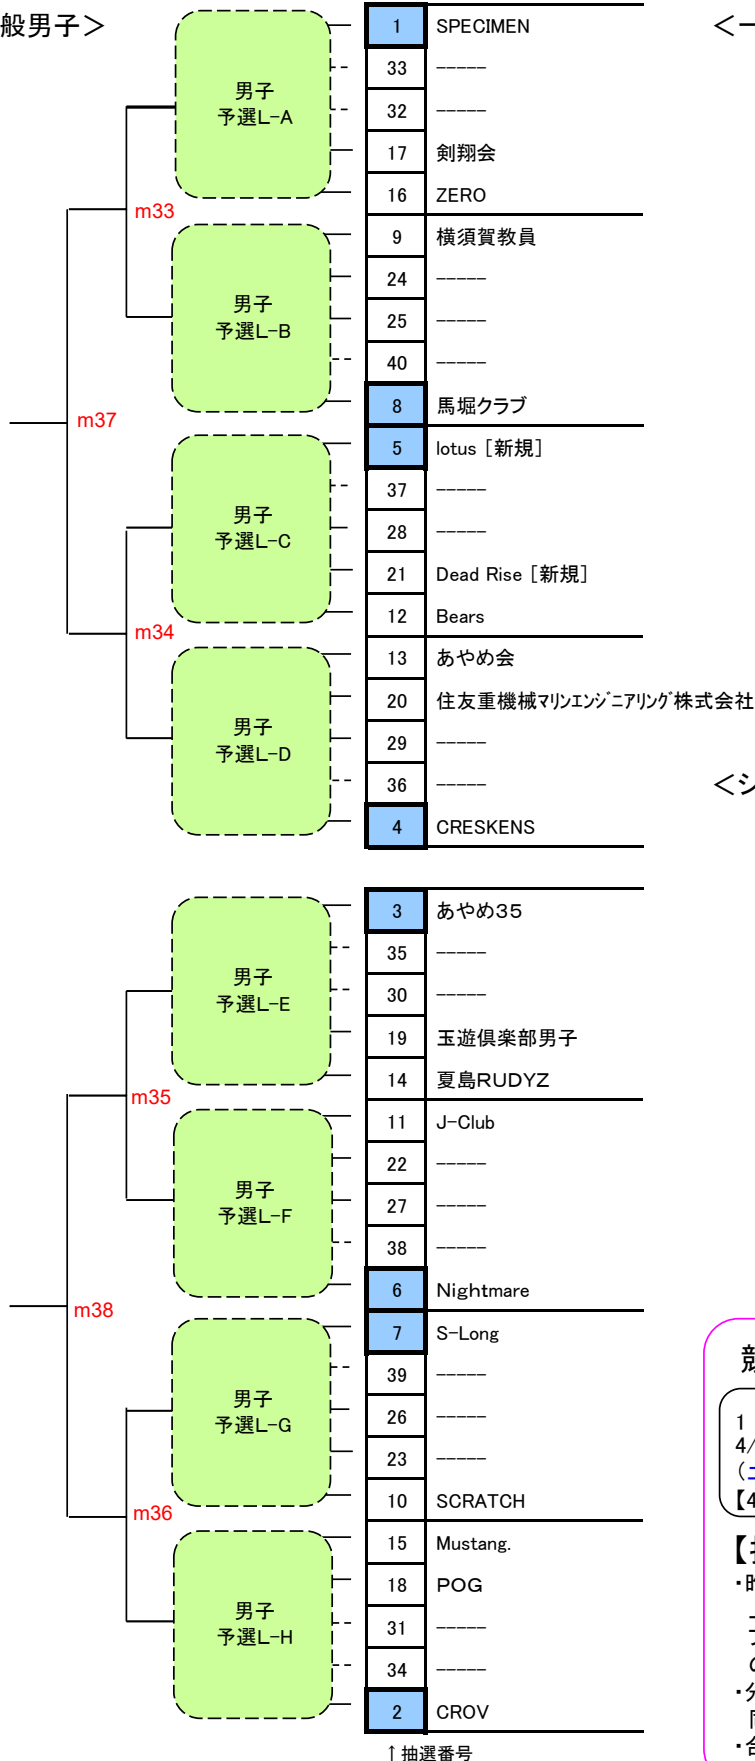 般男子＞
1 SPECIMEN
33 -----
32 -----
17 剣翔会
16 ZERO
男子
予選L-A
m33
9 横須賀教員
24 -----
25 -----
40 -----
8 馬堀クラブ
男子
予選L-B
m37
5 lotus［新規］
37 -----
28 -----
21 Dead Rise［新規］
12 Bears
男子
予選L-C
m34
13 あやめ会
20 住友重機械マリンエンジニアリング株式会社
29 -----
36 -----
4 CRESKENS
男子
予選L-D
3 あやめ35
35 -----
30 -----
19 玉遊倶楽部男子
14 夏島RUDYZ
男子
予選L-E
m35
11 J-Club
22 -----
27 -----
38 -----
6 Nightmare
男子
予選L-F
m38
7 S-Long
39 -----
26 -----
23 -----
10 SCRATCH
男子
予選L-G
m36
15 Mustang.
18 POG
31 -----
34 -----
2 CROV
男子
予選L-H
↑抽選番号
＜一
＜シ
1
4/
【4